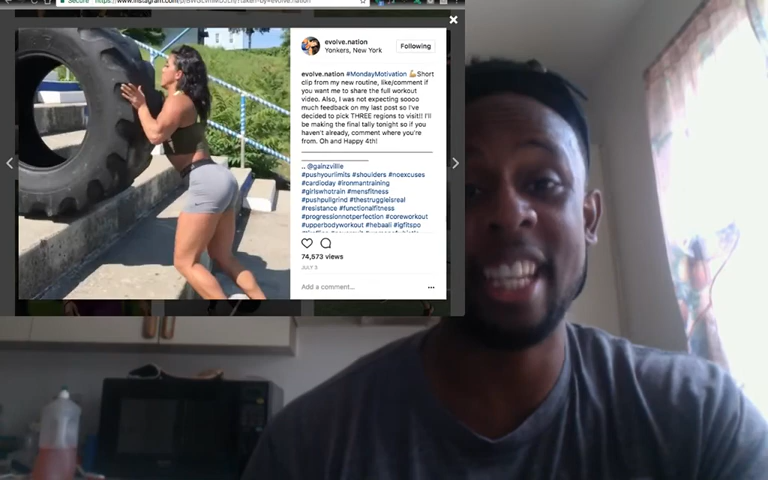 Secure
evolve.nation
Yonkers, New York
Following
evolve.nation #MondayMotivation 💪Short
clip from my new routine, like/comment if
you want me to share the full workout
video. Also, I was not expecting soooo
much feedback on my last post so I've
decided to pick THREE regions to visit!! I'll
be making the final tally tonight so if you
haven't already, comment where you're
from. Oh and Happy 4th!
.. @gainzville
#pushyourlimits #shoulders #noexcuses
#cardioday #ironmantraining
#girlswhotrain #mensfitness
#pushpullgrind #thestruggleisreal
#resistance #functionalfitness
#progressionnotperfection #coreworkout
#upperbodyworkout #hebaali #igfitspo
74,573 views
JULY 3
Add a comment...